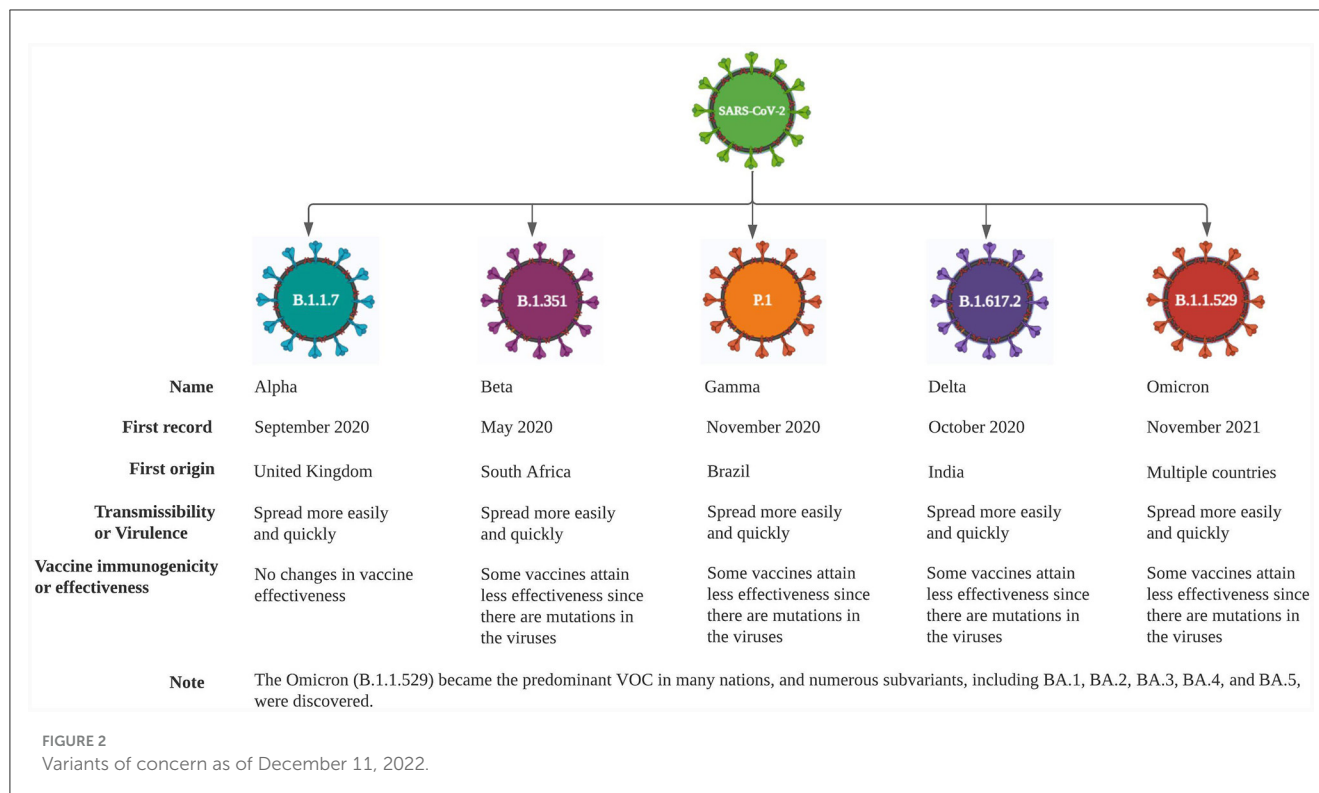 SARS-CoV-2
B.1.1.7 B.1.351 P.1 B.1.617.2 B.1.1.529
Name Alpha Beta Gamma Delta Omicron
First record September 2020 May 2020 November 2020 October 2020 November 2021
First origin United Kingdom South Africa Brazil India Multiple countries
Transmissibility Spread more easily Spread more easily Spread more easily Spread more easily Spread more easily
or Virulence and quickly and quickly and quickly and quickly and quickly
Vaccine immunogicity No changes in vaccine Some vaccines attain Some vaccines attain Some vaccines attain Some vaccines attain
or effectiveness effectiveness less effectiveness since less effectiveness since less effectiveness since less effectiveness since
there are mutations in there are mutations in there are mutations in there are mutations in
the viruses the viruses the viruses the viruses
Note The Omicron (B.1.1.529) became the predominant VOC in many nations, and numerous subvariants, including BA.1, BA.2, BA.3, BA.4, and BA.5,
were discovered.
FIGURE 2
Variants of concern as of December 11, 2022.